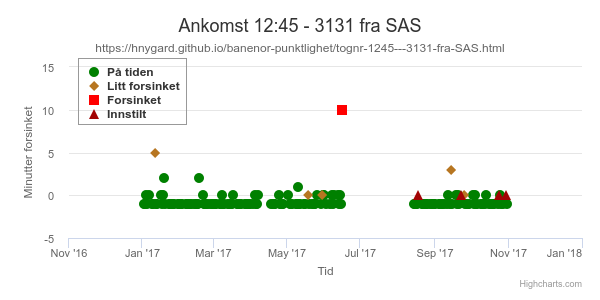 Ankomst 12:45 - 3131 fra SAS
https://hnygard.github.io/banenor-punktlighet/tognr-1245---3131-fra-SAS.html
På tiden
Litt forsinket
Forsinket
Innstilt
Minutter forsinket
15
10
5
0
-5
Nov '16
Jan '17
Mar '17
May '17
Jul '17
Sep '17
Nov '17
Jan '18
Tid
Highcharts.com